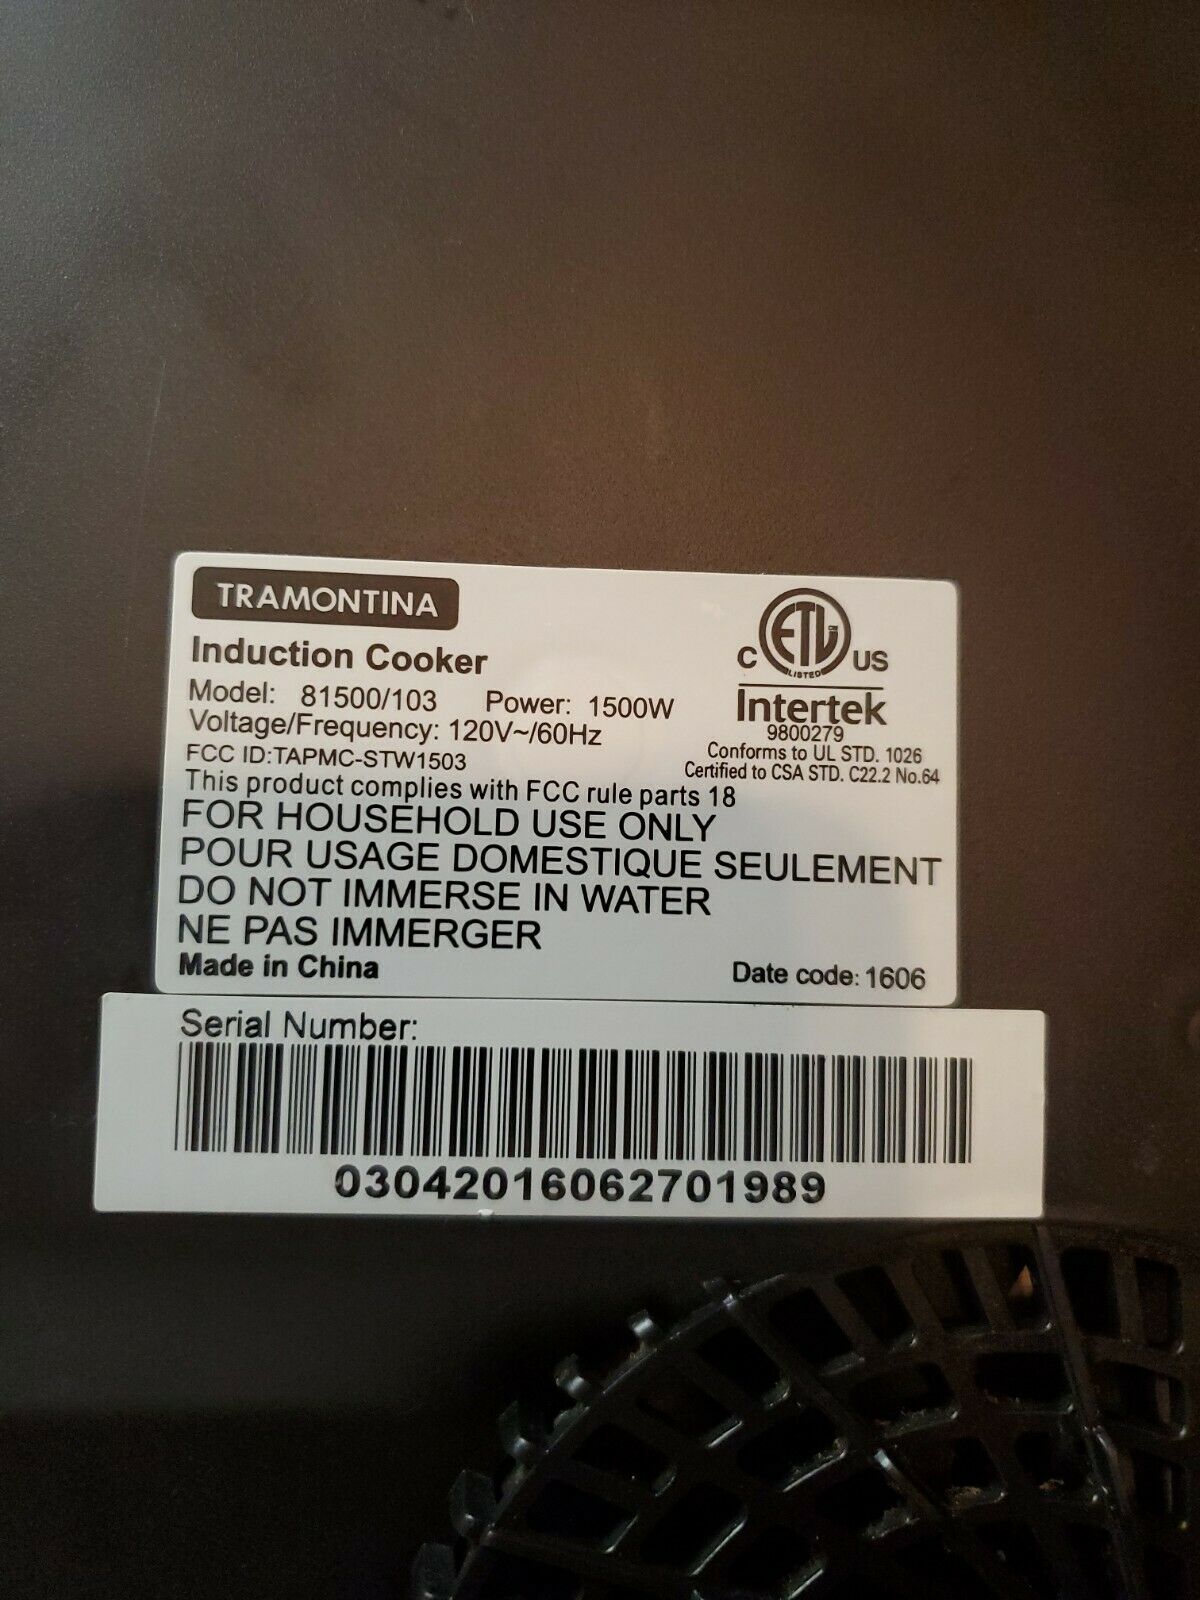 TRAMONTINA
Induction Cooker
Model: 81500/103 Power: 1500W
Voltage/Frequency: 120V~/60Hz
FCC ID:TAPMC-STW1503
This product complies with FCC rule parts 18
C ETL US
LISTED
Intertek
9800279
Conforms to UL STD. 1026
Certified to CSA STD. C22.2 No.64
FOR HOUSEHOLD USE ONLY
POUR USAGE DOMESTIQUE SEULEMENT
DO NOT IMMERSE IN WATER
NE PAS IMMERGER
Made in China
Date code: 1606
Serial Number:
03042016062701989